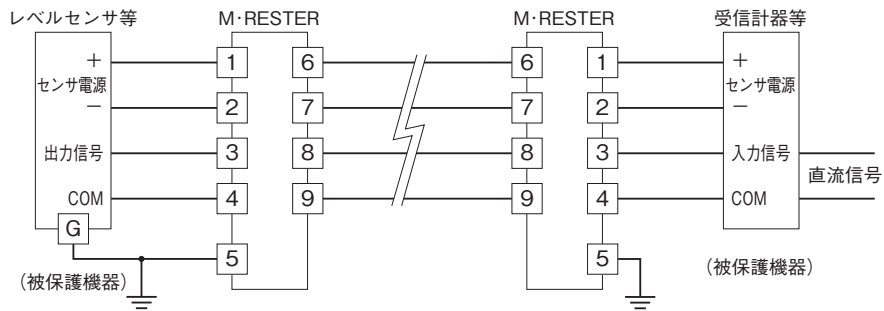 レベルセンサ等
M･RESTER
M･RESTER
受信計器等
＋ 1 6 6 1 ＋
センサ電源
センサ電源
－ 2 7 7 2 －
出力信号 3 8 8 3 入力信号
直流信号
COM 4 9 9 4 COM
G
5
5
（被保護機器）
（被保護機器）